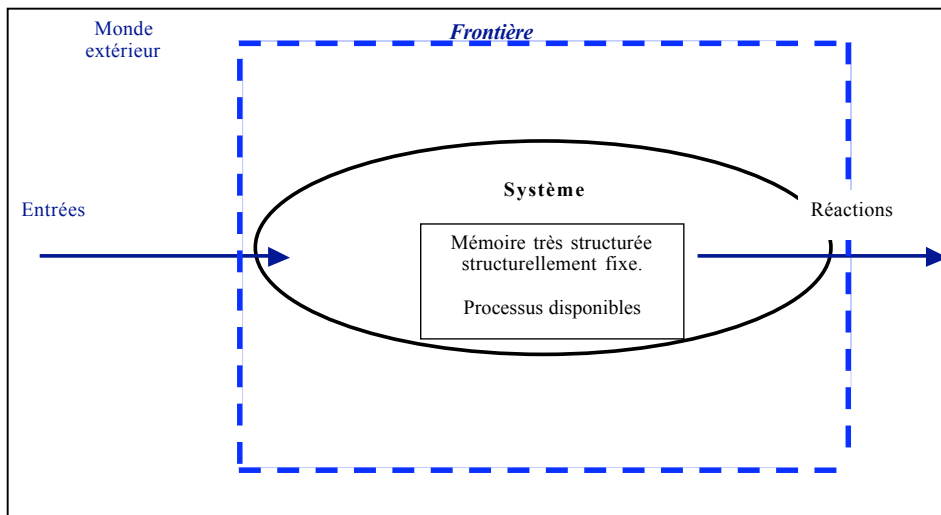 Monde
extérieur
Frontière
Système
Entrées
Réactions
Mémoire très structurée
structurellement fixe.
Processus disponibles